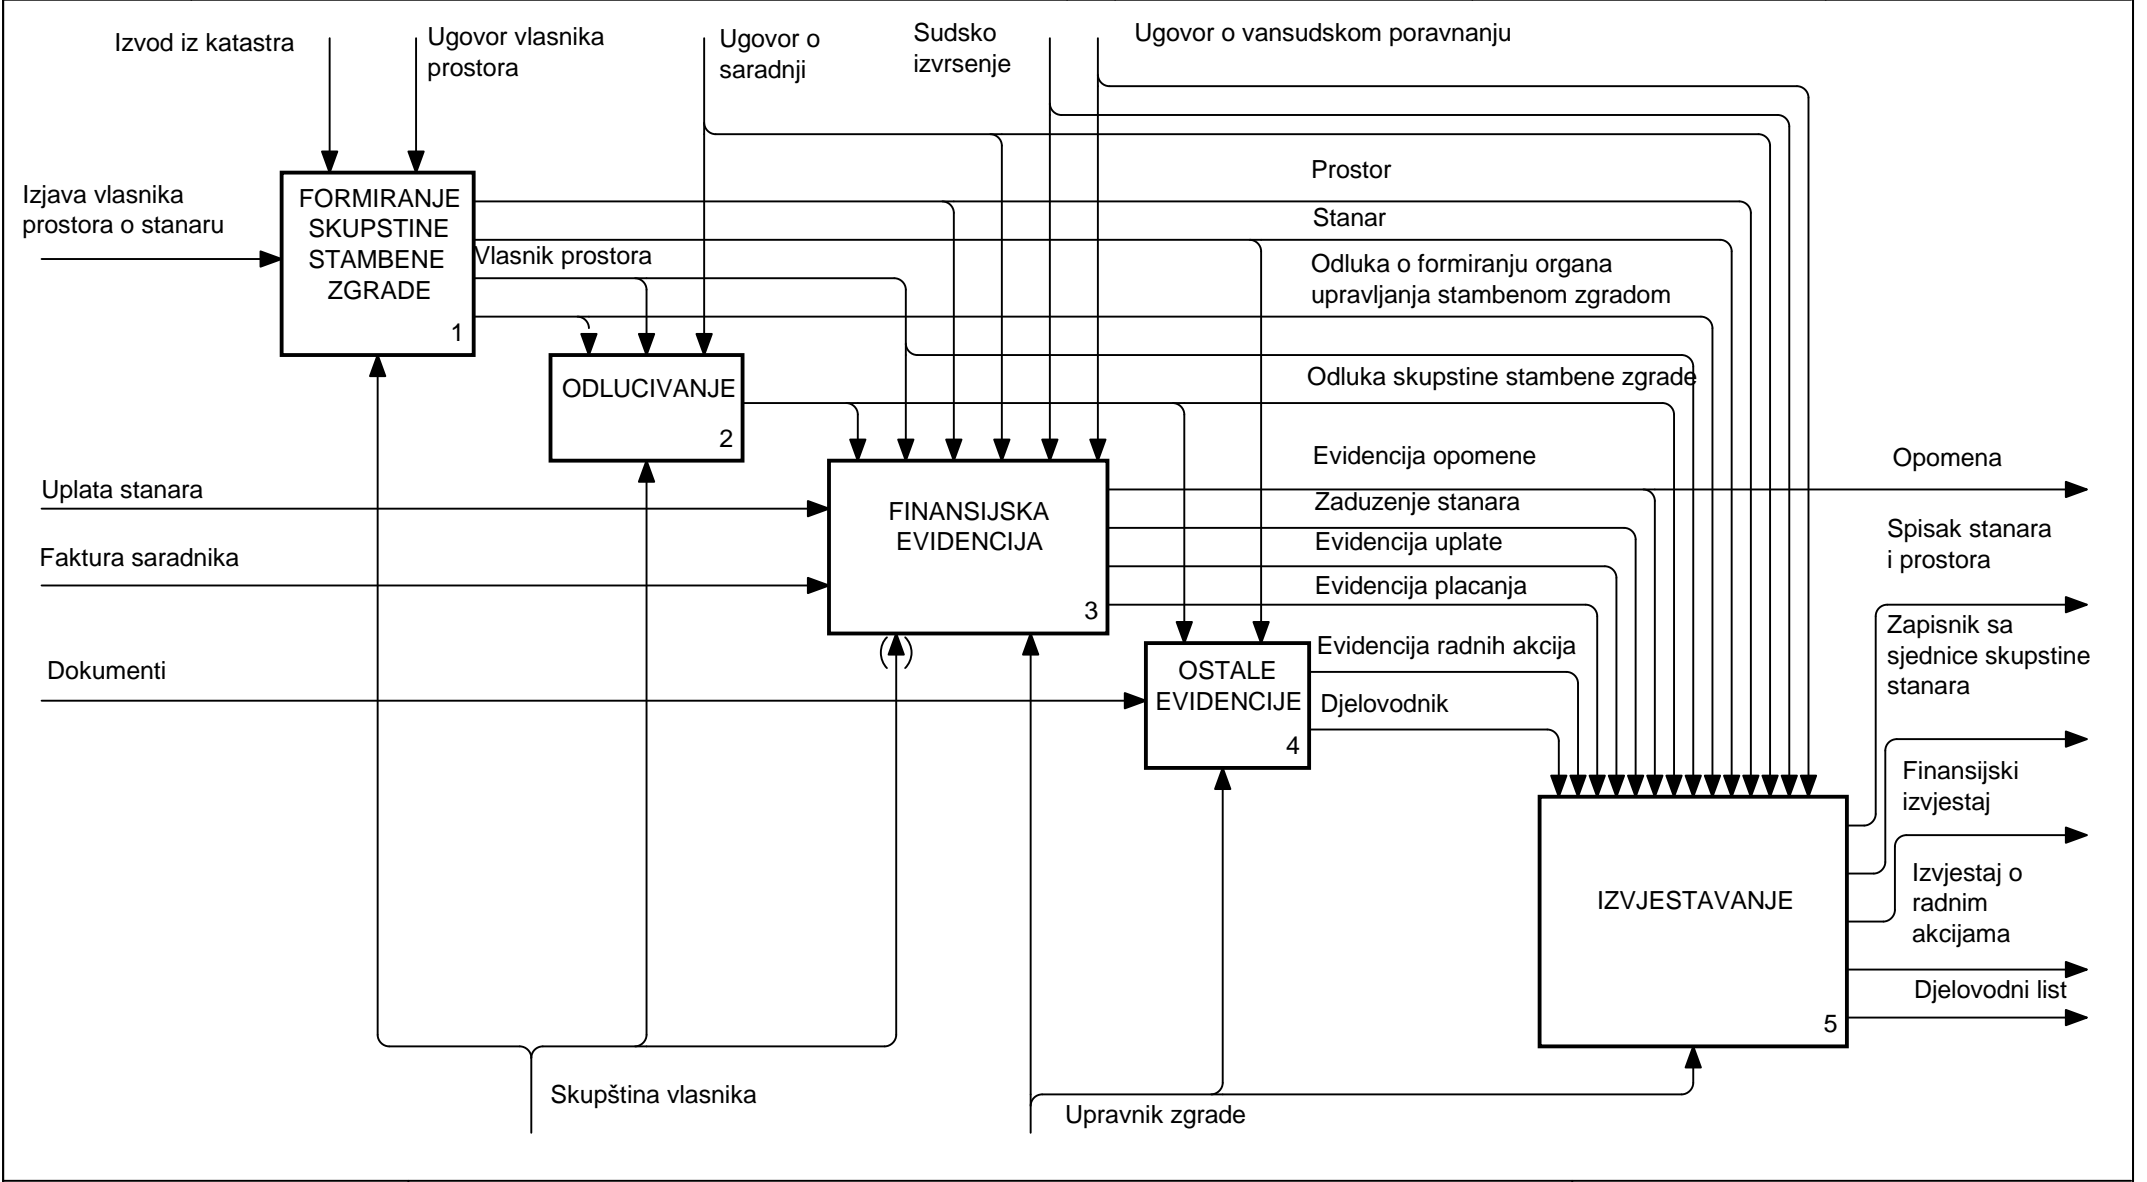 Izvod iz katastra
Ugovor vlasnika
prostora
Ugovor o
saradnji
Sudsko
izvrsenje
Ugovor o vansudskom poravnanju
Izjava vlasnika
prostora o stanaru
FORMIRANJE
SKUPSTINE
STAMBENE
ZGRADE
1
Prostor
Stanar
Vlasnik prostora
Odluka o formiranju organa
upravljanja stambenom zgradom
ODLUCIVANJE
2
Odluka skupstine stambene zgrade
Uplata stanara
Faktura saradnika
FINANSIJSKA
EVIDENCIJA
3
Evidencija opomene
Zaduzenje stanara
Evidencija uplate
Evidencija placanja
Opomena
Spisak stanara
i prostora
Dokumenti
OSTALE
EVIDENCIJE
4
Evidencija radnih akcija
Djelovodnik
Zapisnik sa
sjednice skupstine
stanara
Finansijski
izvjestaj
IZVJESTAVANJE
5
Izvjestaj o
radnim
akcijama
Djelovodni list
Skupština vlasnika
Upravnik zgrade